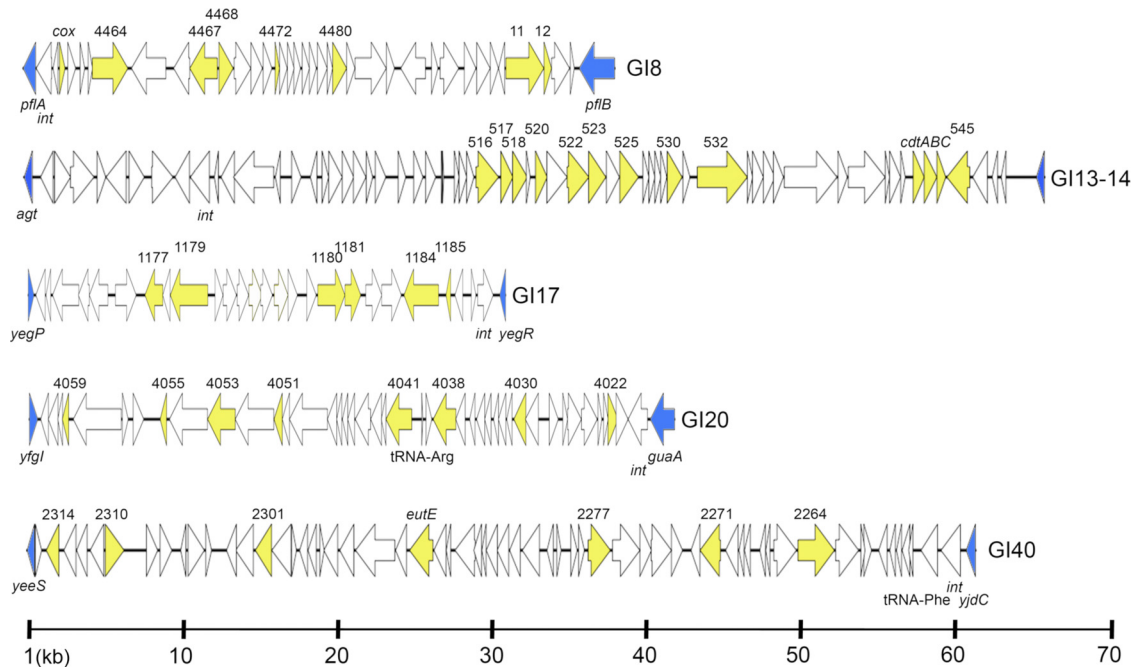 4468
cox 4464 4467 4472 4480 11 12
GI8
pflA pflB
int
517 520 523 545
516 518 522 525 530 532 cdtABC
GI13-14
agt int
1179 1181 1185
1177 1180 1184
GI17
yegP int yegR
4059 4055 4053 4051 4041 4038 4030 4022
GI20
yfgI tRNA-Arg guaA
int
2314 2310 2301 eutE 2277 2271 2264
GI40
yeeS int
tRNA-Phe yjdC
1(kb) 10 20 30 40 50 60 70